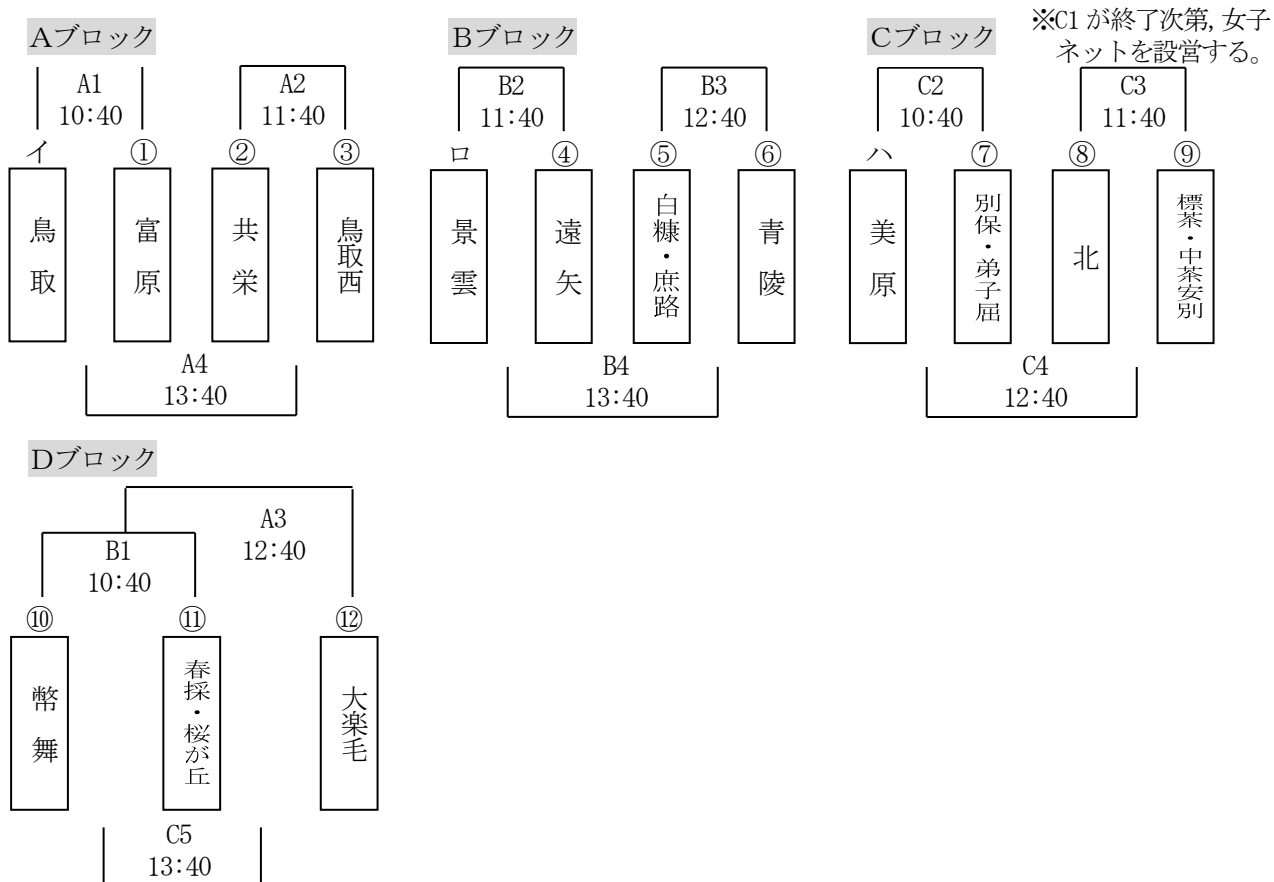 ※C1 が終了次第, 女子
ネットを設営する。
Aブロック
A1
10:40
A2
11:40
イ
①
②
③
鳥取
富原
共栄
鳥取西
A4
13:40
Bブロック
B2
11:40
B3
12:40
ロ
④
⑤
⑥
景雲
遠矢
白糠・庶路
青陵
B4
13:40
Cブロック
C2
10:40
C3
11:40
ハ
⑦
⑧
⑨
美原
別保・弟子屈
北
標茶・中茶安別
C4
12:40
Dブロック
A3
12:40
B1
10:40
⑩
⑪
⑫
幣舞
春採・桜が丘
大楽毛
C5
13:40